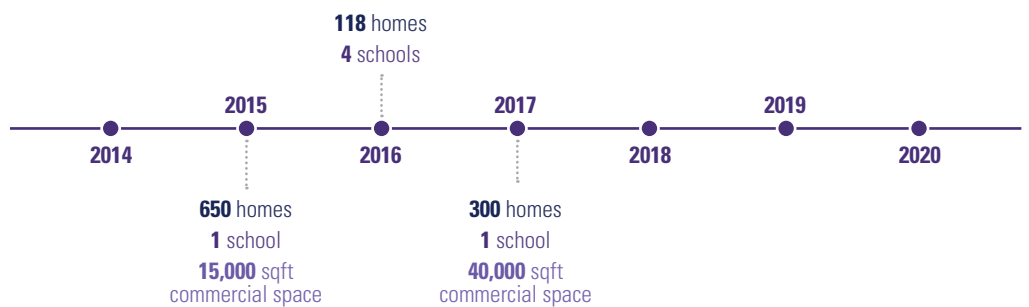 118 homes
4 schools
2015
2017
2019
2014
2016
2018
2020
650 homes
1 school
15,000 sqft
commercial space
300 homes
1 school
40,000 sqft
commercial space